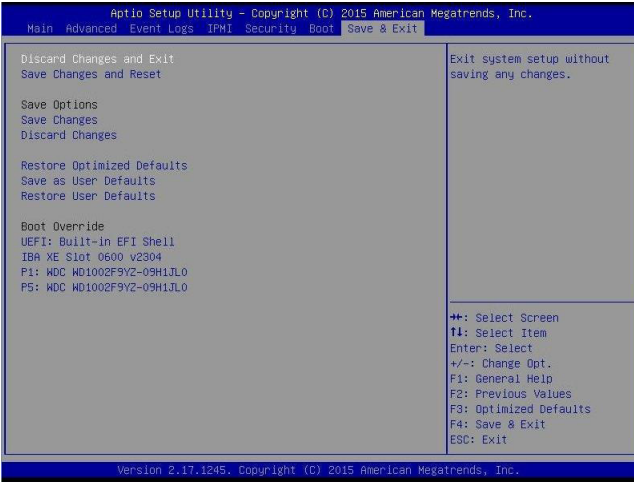 Aptio Setup Utility – Copyright (C) 2015 American Megatrends, Inc.
Main Advanced Event Logs IPMI Security Boot Save & Exit
Discard Changes and Exit
Save Changes and Reset
Save Options
Save Changes
Discard Changes
Restore Optimized Defaults
Save as User Defaults
Restore User Defaults
Boot Override
UEFI: Built-in EFI Shell
IBA XE Slot 0600 v2304
P1: WDC WD1002F9YZ-09H1JL0
P5: WDC WD1002F9YZ-09H1JL0
Exit system setup without
saving any changes.
→←: Select Screen
↑↓: Select Item
Enter: Select
+/-: Change Opt.
F1: General Help
F2: Previous Values
F3: Optimized Defaults
F4: Save & Exit
ESC: Exit
Version 2.17.1245. Copyright (C) 2015 American Megatrends, Inc.